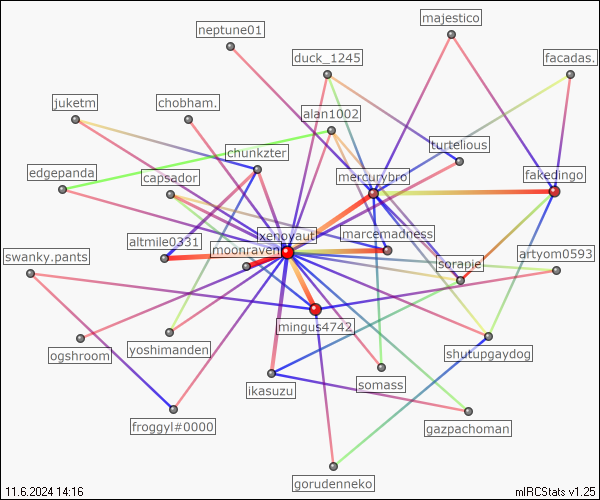 majestico
neptune01
duck_1245
facadas.
juketm
chobham.
alan1002
turtelious
chunkzter
edgepanda
capsador
mercurybro
fakedingo
xenoyaut
marcemadness
altmile0331
moonraven
swanky.pants
sorapie
artyom0593
mingus4742
ogshroom
yoshimanden
shutupgaydog
ikasuzu
somass
froggyl#0000
gazpachoman
gorudenneko
11.6.2024 14:16
mIRCStats v1.25